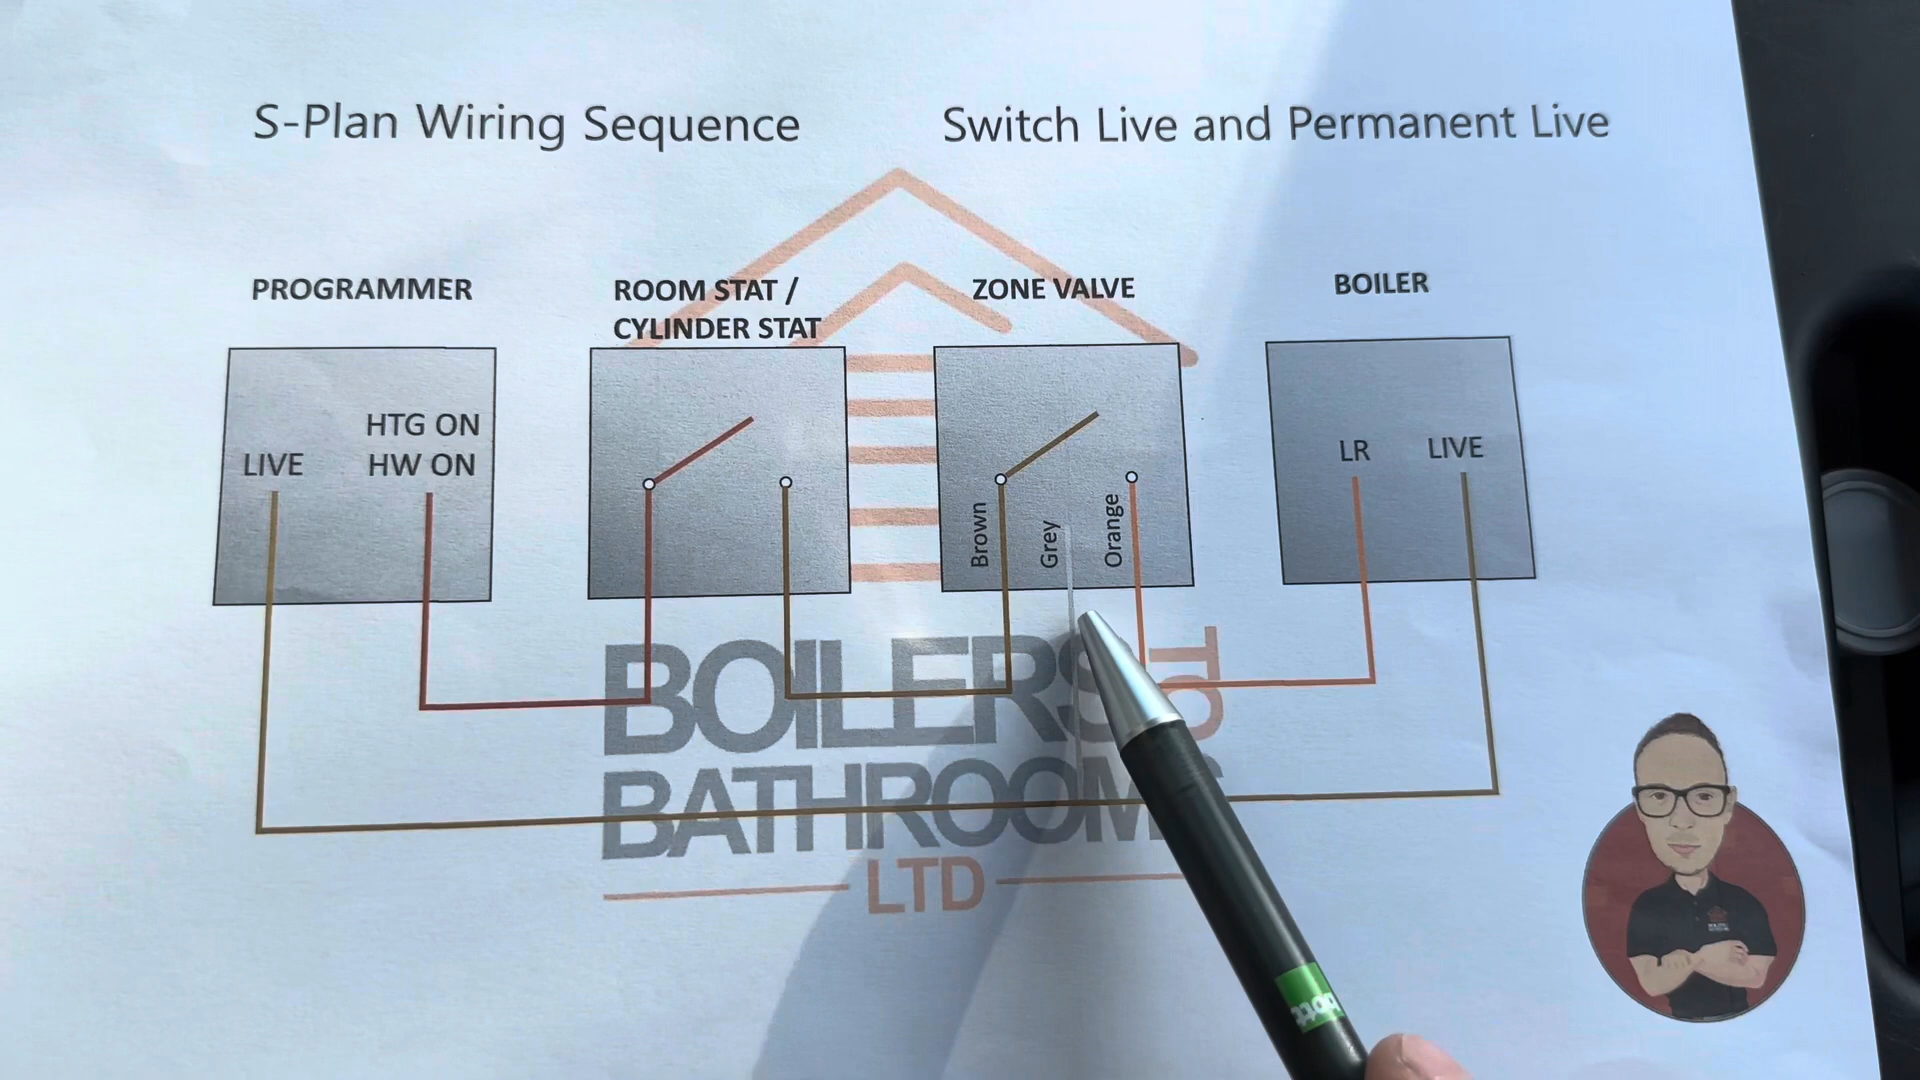 S-Plan Wiring Sequence
Switch Live and Permanent Live
PROGRAMMER
ROOM STAT /
CYLINDER STAT
ZONE VALVE
BOILER
LIVE
HTG ON
HW ON
Brown
Grey
Orange
LR
LIVE
BOILERS
TO
BATHROOMS
LTD